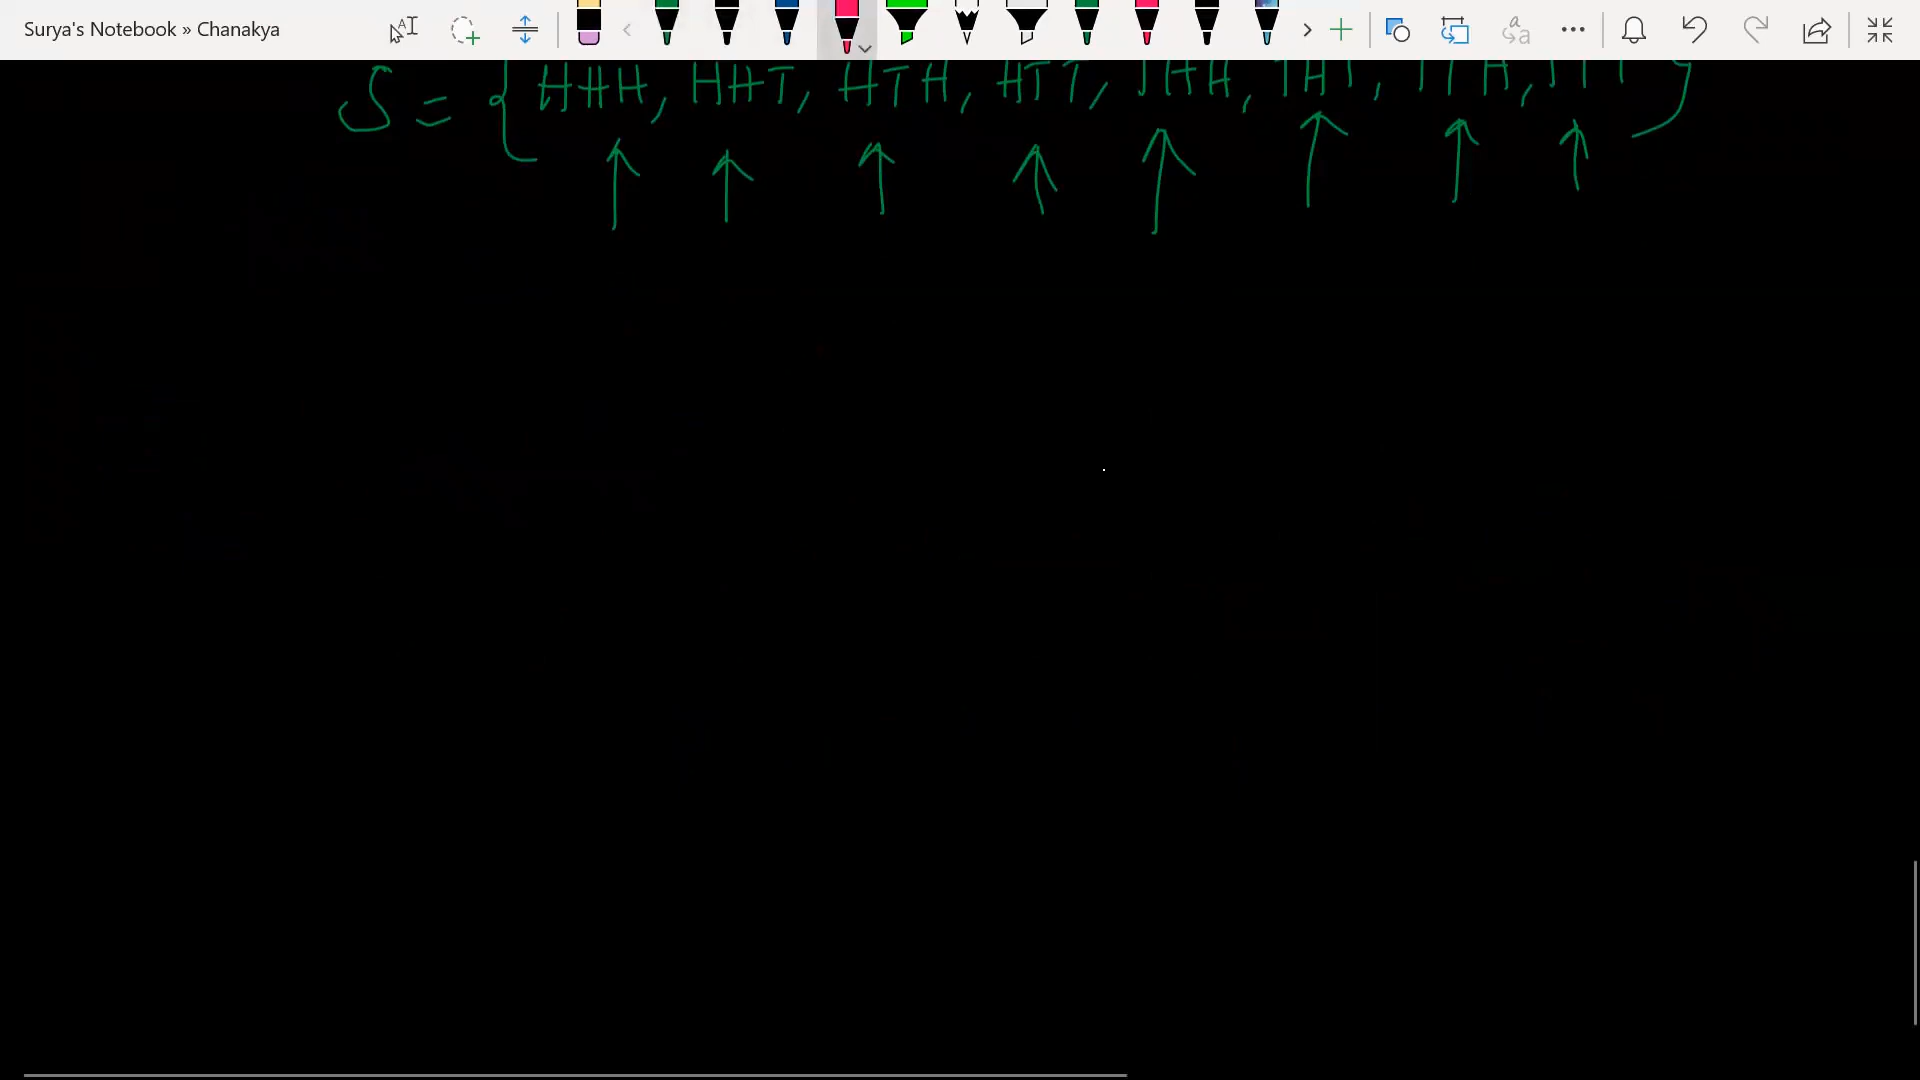 Surya's Notebook » Chanakya
S = { HHH, HHT, HTH, HTT, THH, THT, TTH, TTT }